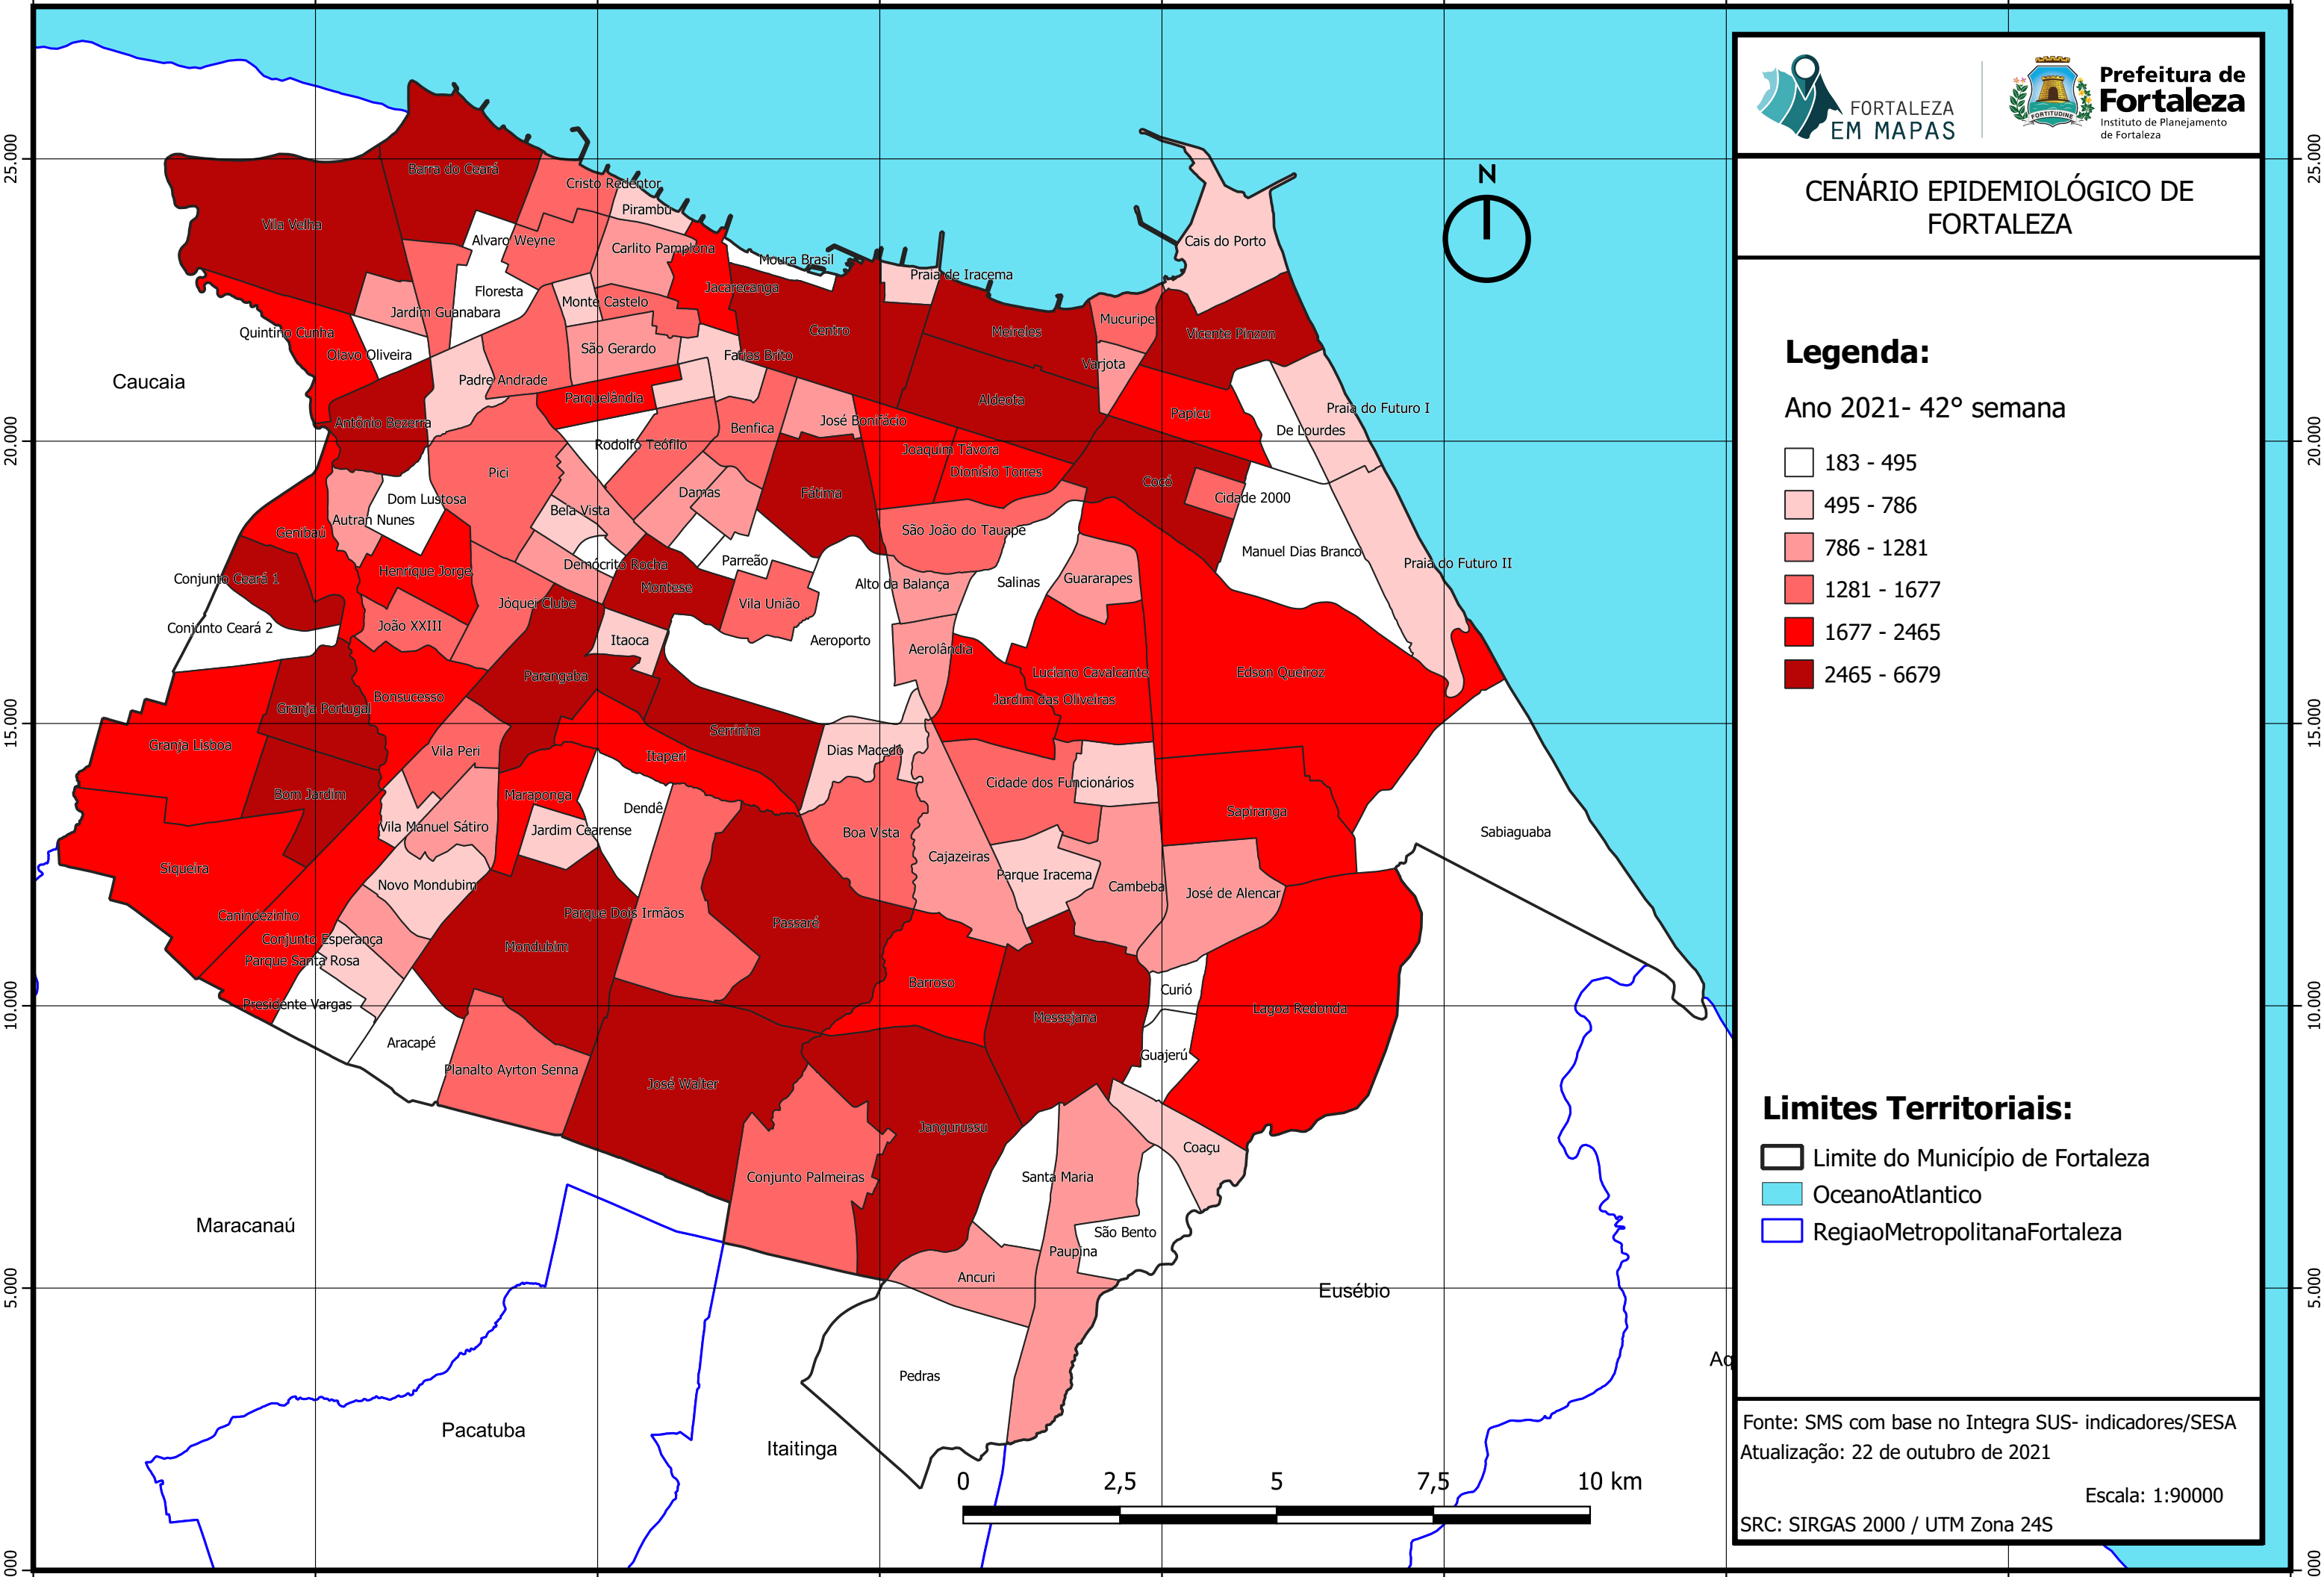 FORTALEZA
EM MAPAS
FORTITUDINE
Prefeitura de
Fortaleza
Instituto de Planejamento
de Fortaleza
CENÁRIO EPIDEMIOLÓGICO DE
FORTALEZA
Legenda:
Ano 2021- 42° semana
183 - 495
495 - 786
786 - 1281
1281 - 1677
1677 - 2465
2465 - 6679
Limites Territoriais:
Limite do Município de Fortaleza
OceanoAtlantico
RegiaoMetropolitanaFortaleza
Fonte: SMS com base no Integra SUS- indicadores/SESA
Atualização: 22 de outubro de 2021
Escala: 1:90000
SRC: SIRGAS 2000 / UTM Zona 24S
N
25.000
20.000
15.000
10.000
5.000
000
25.000
20.000
15.000
10.000
5.000
000
Barra do Ceará
Vila Velha
Cristo Redentor
Pirambu
Alvaro Weyne
Carlito Pamplona
Moura Brasil
Cais do Porto
Floresta
Jacarecanga
Praia de Iracema
Monte Castelo
Jardim Guanabara
Quintino Cunha
Olavo Oliveira
Centro
Meireles
Mucuripe
Vicente Pinzon
São Gerardo
Farias Brito
Varjota
Caucaia
Padre Andrade
Parquelândia
Aldeota
Papicu
Praia do Futuro I
Antônio Bezerra
Benfica
José Bonifácio
De Lourdes
Rodolfo Teófilo
Joaquim Távora
Pici
Dionísio Torres
Cocó
Dom Lustosa
Damas
Fátima
Cidade 2000
Autran Nunes
Bela Vista
Genibaú
São João do Tauape
Manuel Dias Branco
Demócrito Rocha
Parreão
Praia do Futuro II
Henrique Jorge
Conjunto Ceará 1
Montese
Alto da Balança
Salinas
Guararapes
Jóquei Clube
Vila União
Conjunto Ceará 2
João XXIII
Itaoca
Aeroporto
Aerolândia
Parangaba
Luciano Cavalcante
Edson Queiroz
Bonsucesso
Jardim das Oliveiras
Granja Portugal
Serrinha
Granja Lisboa
Vila Peri
Itaperi
Dias Macedo
Cidade dos Funcionários
Bom Jardim
Maraponga
Dendê
Sapiranga
Vila Manuel Sátiro
Jardim Cearense
Boa Vista
Sabiaguaba
Siqueira
Cajazeiras
Parque Iracema
Novo Mondubim
Cambeba
José de Alencar
Canindezinho
Parque Dois Irmãos
Passaré
Conjunto Esperança
Mondubim
Parque Santa Rosa
Barroso
Curió
Presidente Vargas
Messejana
Lagoa Redonda
Aracapé
Guajerú
Planalto Ayrton Senna
José Walter
Jangurussu
Coaçu
Conjunto Palmeiras
Santa Maria
Maracanaú
São Bento
Paupina
Ancuri
Eusébio
Pedras
Aq
Pacatuba
Itaitinga
0 2,5 5 7,5 10 km